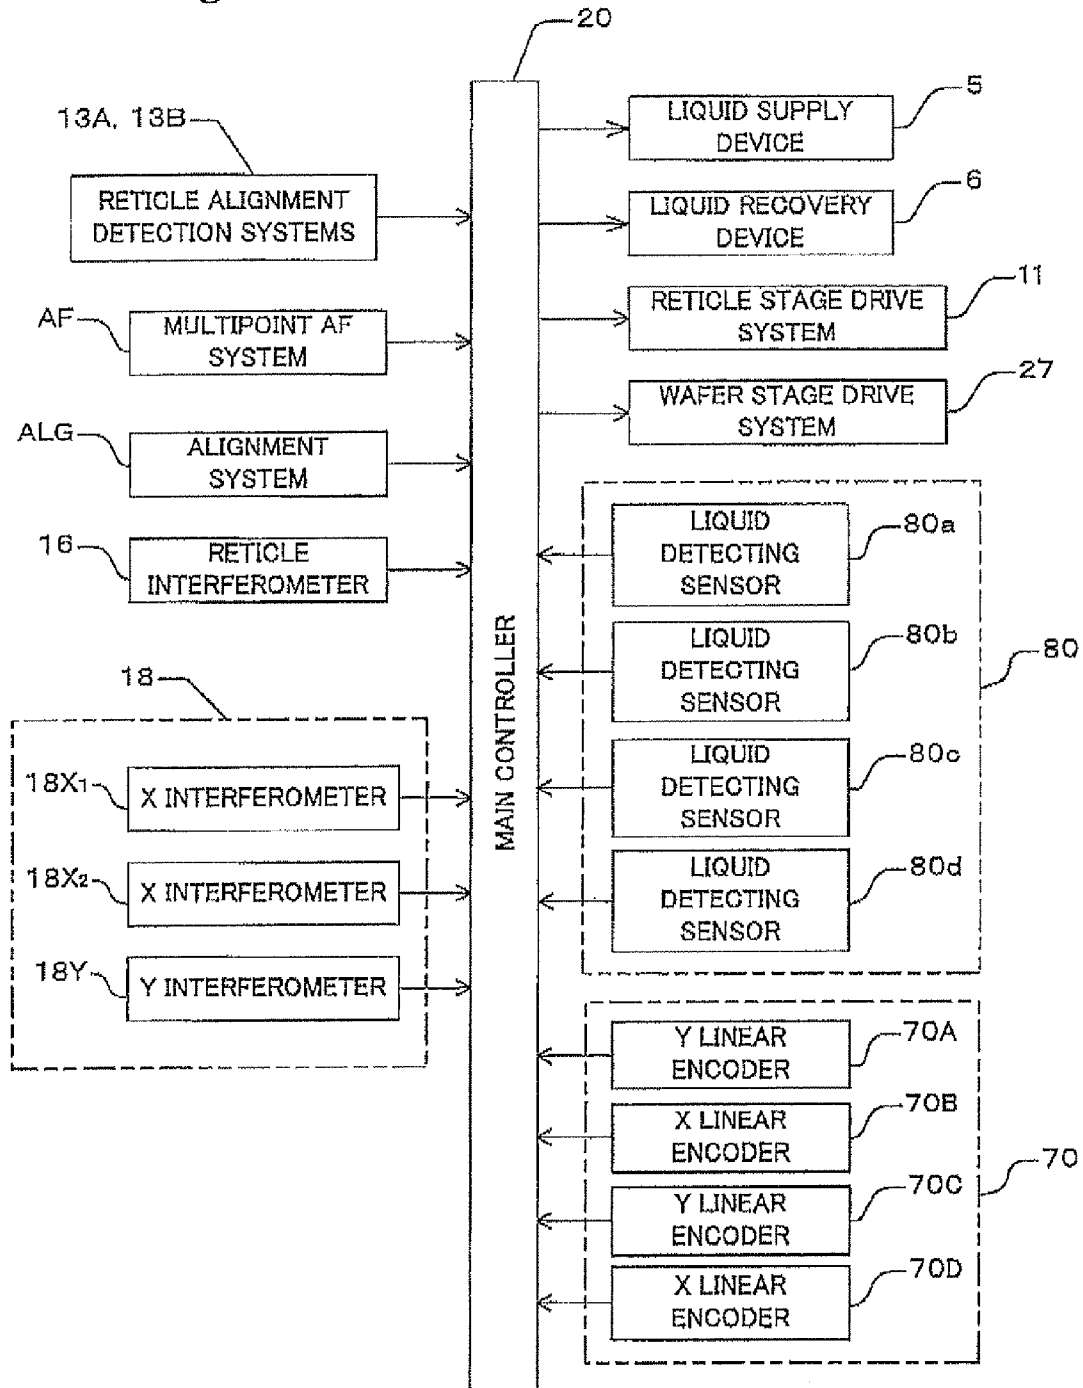 20
13A, 13B
RETICLE ALIGNMENT
DETECTION SYSTEMS
AF
MULTIPOINT AF
SYSTEM
ALG
ALIGNMENT
SYSTEM
16
RETICLE
INTERFEROMETER
18
18X1
X INTERFEROMETER
18X2
X INTERFEROMETER
18Y
Y INTERFEROMETER
MAIN CONTROLLER
5
LIQUID SUPPLY
DEVICE
6
LIQUID RECOVERY
DEVICE
11
RETICLE STAGE DRIVE
SYSTEM
27
WAFER STAGE DRIVE
SYSTEM
LIQUID
DETECTING
SENSOR
80a
LIQUID
DETECTING
SENSOR
80b
80
LIQUID
DETECTING
SENSOR
80c
LIQUID
DETECTING
SENSOR
80d
Y LINEAR
ENCODER
70A
X LINEAR
ENCODER
70B
70
Y LINEAR
ENCODER
70C
X LINEAR
ENCODER
70D